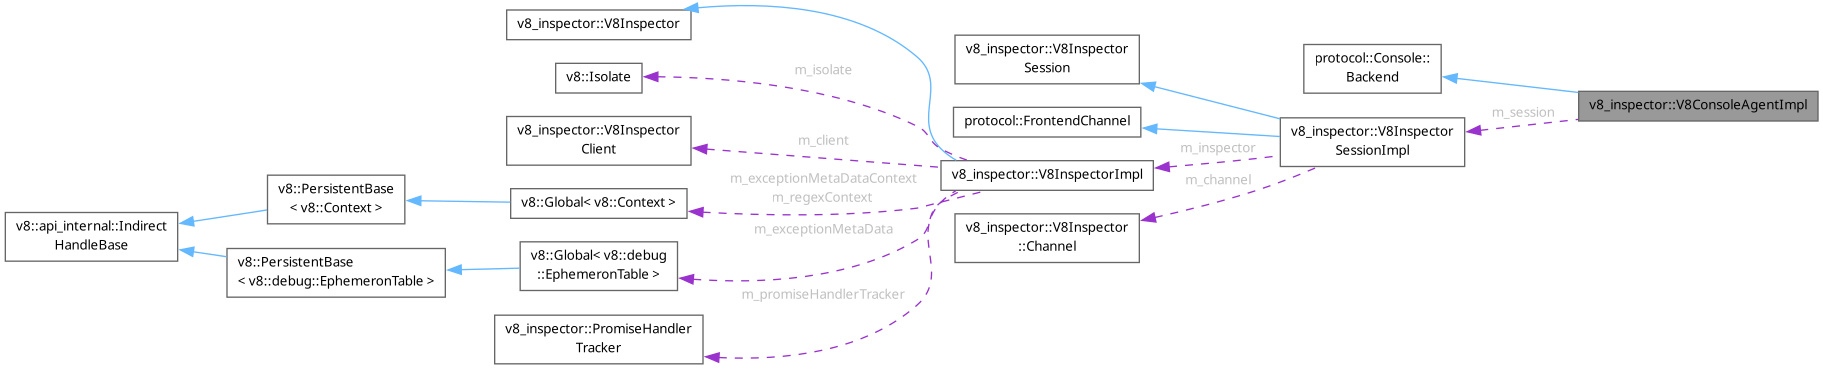 v8_inspector::V8Inspector
v8::Isolate
m_isolate
v8_inspector::V8Inspector
Client
m_client
v8::PersistentBase
< v8::Context >
v8::Global< v8::Context >
m_exceptionMetaDataContext
m_regexContext
v8::api_internal::Indirect
HandleBase
v8::PersistentBase
< v8::debug::EphemeronTable >
v8::Global< v8::debug
::EphemeronTable >
m_exceptionMetaData
m_promiseHandlerTracker
v8_inspector::PromiseHandler
Tracker
v8_inspector::V8Inspector
Session
protocol::FrontendChannel
v8_inspector::V8InspectorImpl
v8_inspector::V8Inspector
::Channel
m_inspector
m_channel
protocol::Console::
Backend
v8_inspector::V8Inspector
SessionImpl
m_session
v8_inspector::V8ConsoleAgentImpl